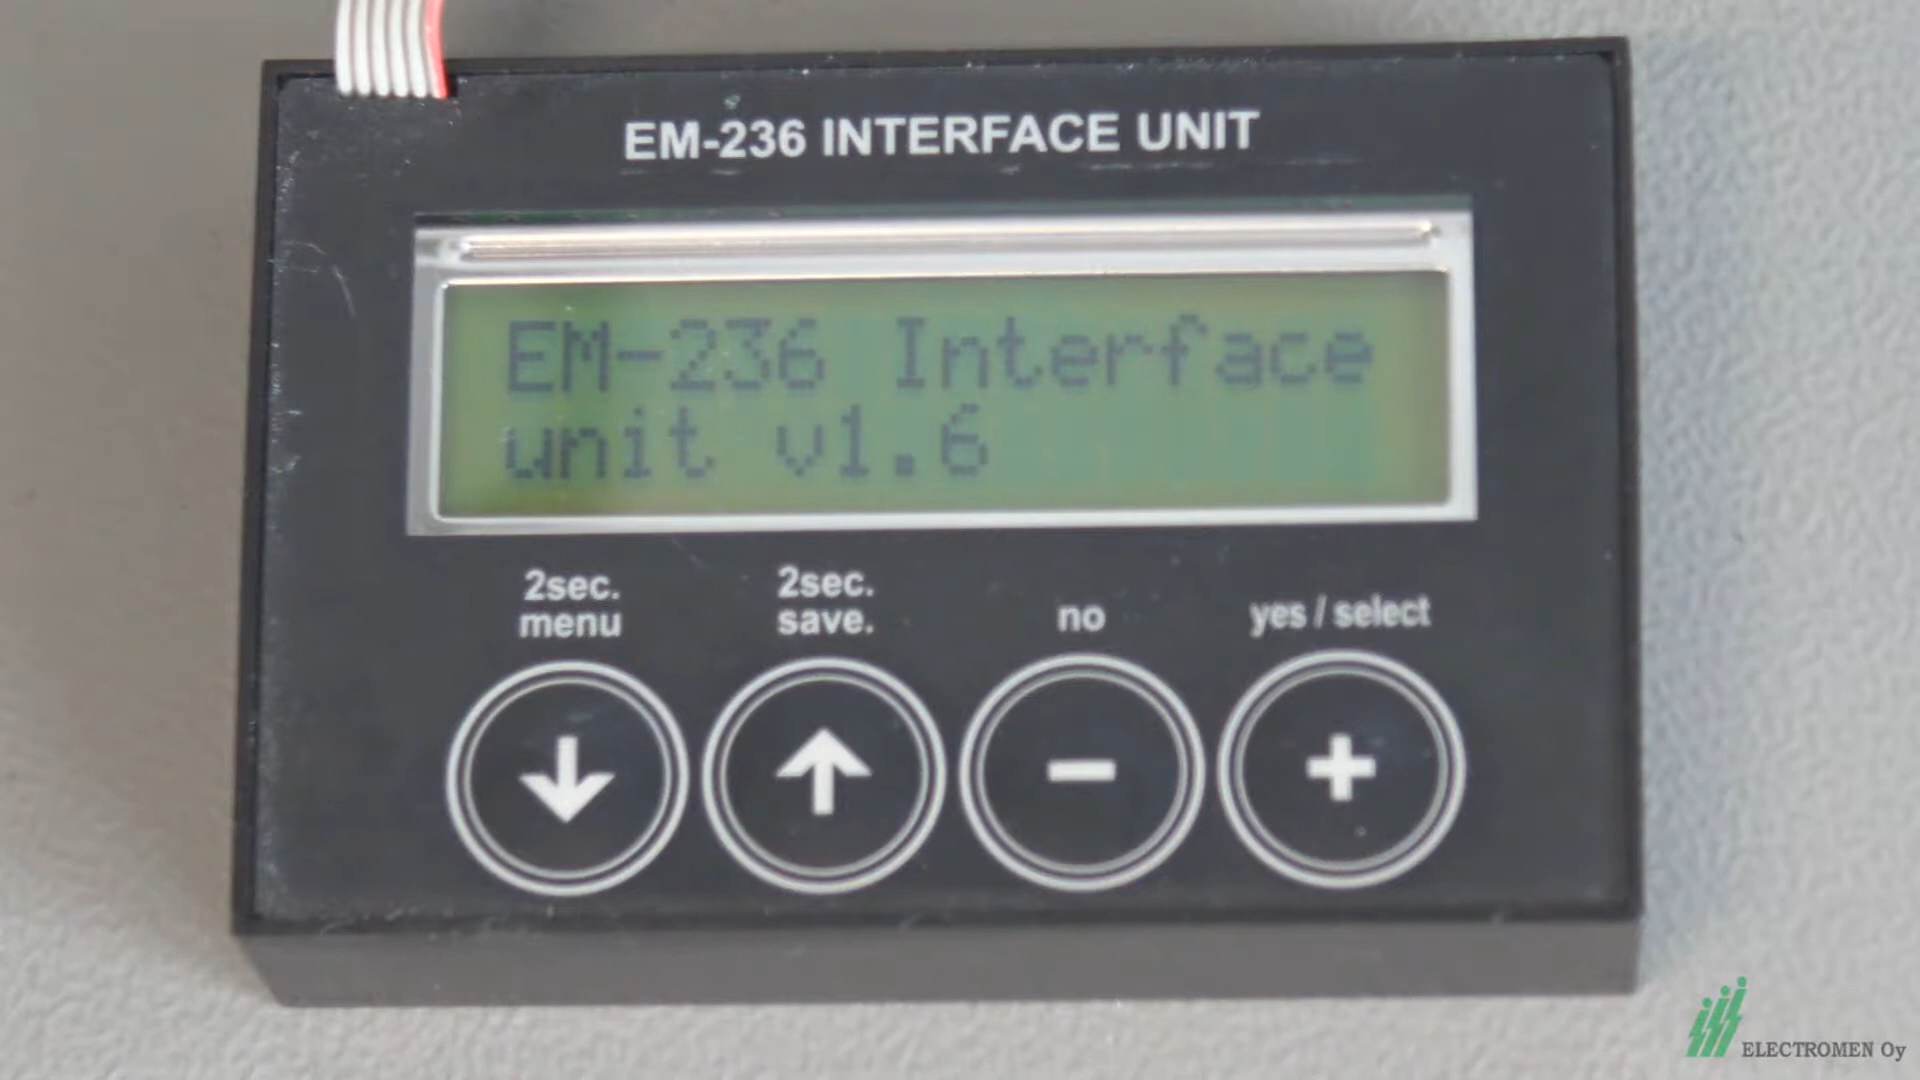 EM-236 INTERFACE UNIT
EM-236 Interface
unit v1.6
2sec.
menu
2sec.
save.
no
yes / select
ELECTROMEN Oy